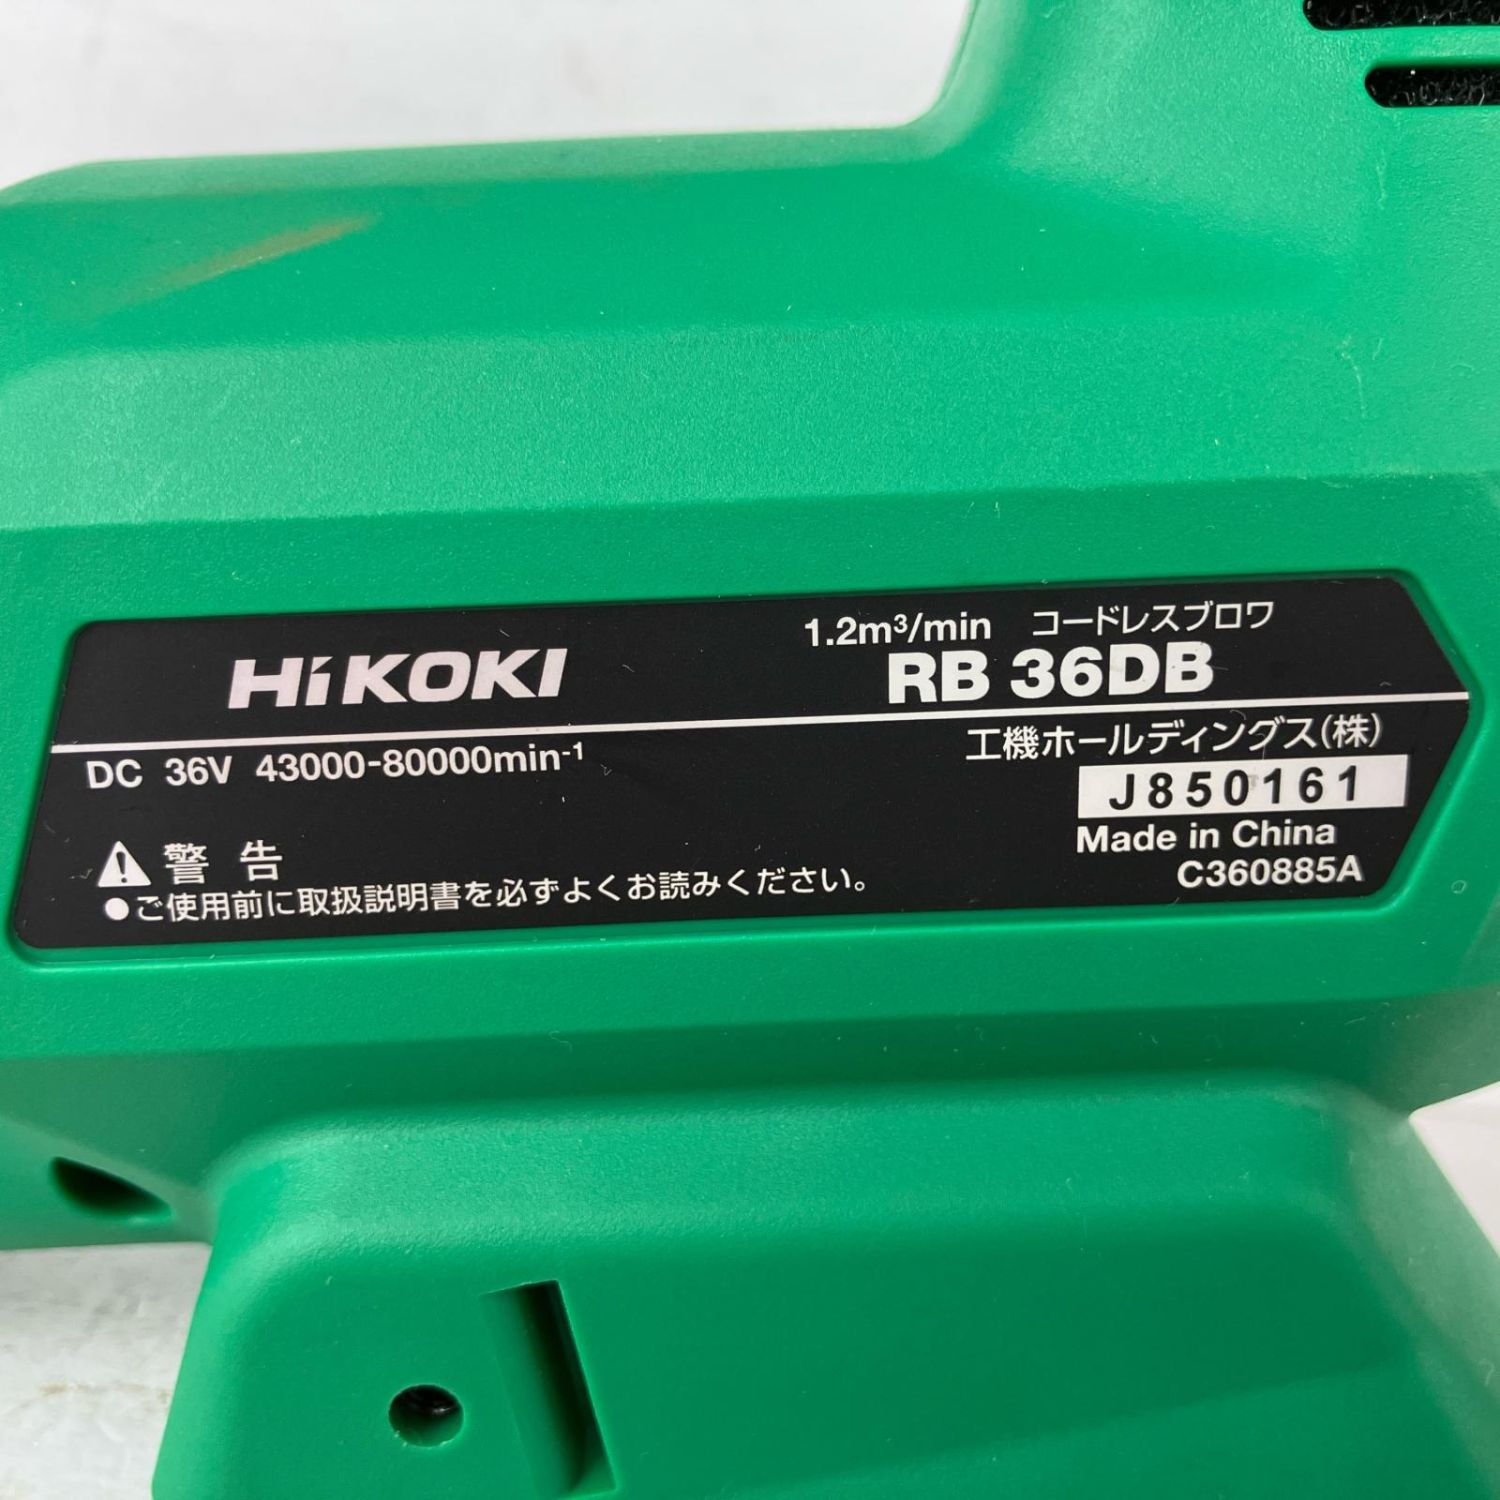 HiKOKI
1.2m³/min コードレスブロワ
RB 36DB
DC 36V 43000-80000min⁻¹
工機ホールディングス(株)
J850161
Made in China
C360885A
⚠警告
●ご使用前に取扱説明書を必ずよくお読みください。